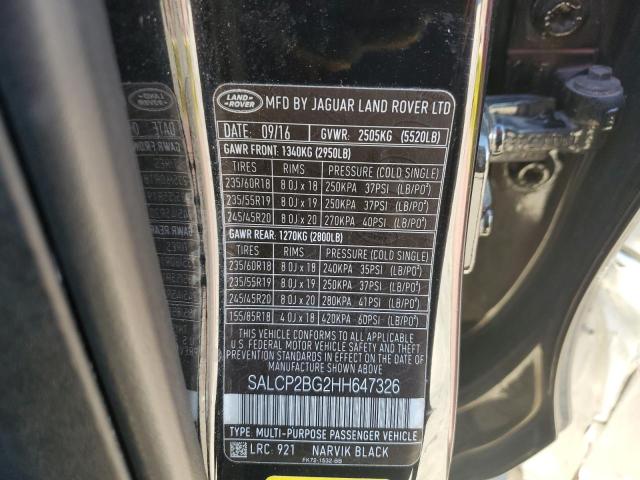 LAND
ROVER
MFD BY JAGUAR LAND ROVER LTD
DATE: 09/16 GVWR: 2505KG (5520LB)
GAWR FRONT: 1340KG (2950LB)
TIRES RIMS PRESSURE (COLD SINGLE)
235/60R18 8.0J x 18 250KPA 37PSI (LB/PO²)
235/55R19 8.0J x 19 250KPA 37PSI (LB/PO²)
245/45R20 8.0J x 20 270KPA 40PSI (LB/PO²)
GAWR REAR: 1270KG (2800LB)
TIRES RIMS PRESSURE (COLD SINGLE)
235/60R18 8.0J x 18 240KPA 35PSI (LB/PO²)
235/55R19 8.0J x 19 250KPA 37PSI (LB/PO²)
245/45R20 8.0J x 20 280KPA 41PSI (LB/PO²)
155/85R18 4.0J x 18 420KPA 60PSI (LB/PO²)
THIS VEHICLE CONFORMS TO ALL APPLICABLE
U.S. FEDERAL MOTOR VEHICLE SAFETY AND THEFT
PREVENTION STANDARDS IN EFFECT ON THE DATE OF
MANUFACTURE SHOWN ABOVE.
SALCP2BG2HH647326
TYPE: MULTI-PURPOSE PASSENGER VEHICLE
LRC: 921 NARVIK BLACK
FK72-1532-BB